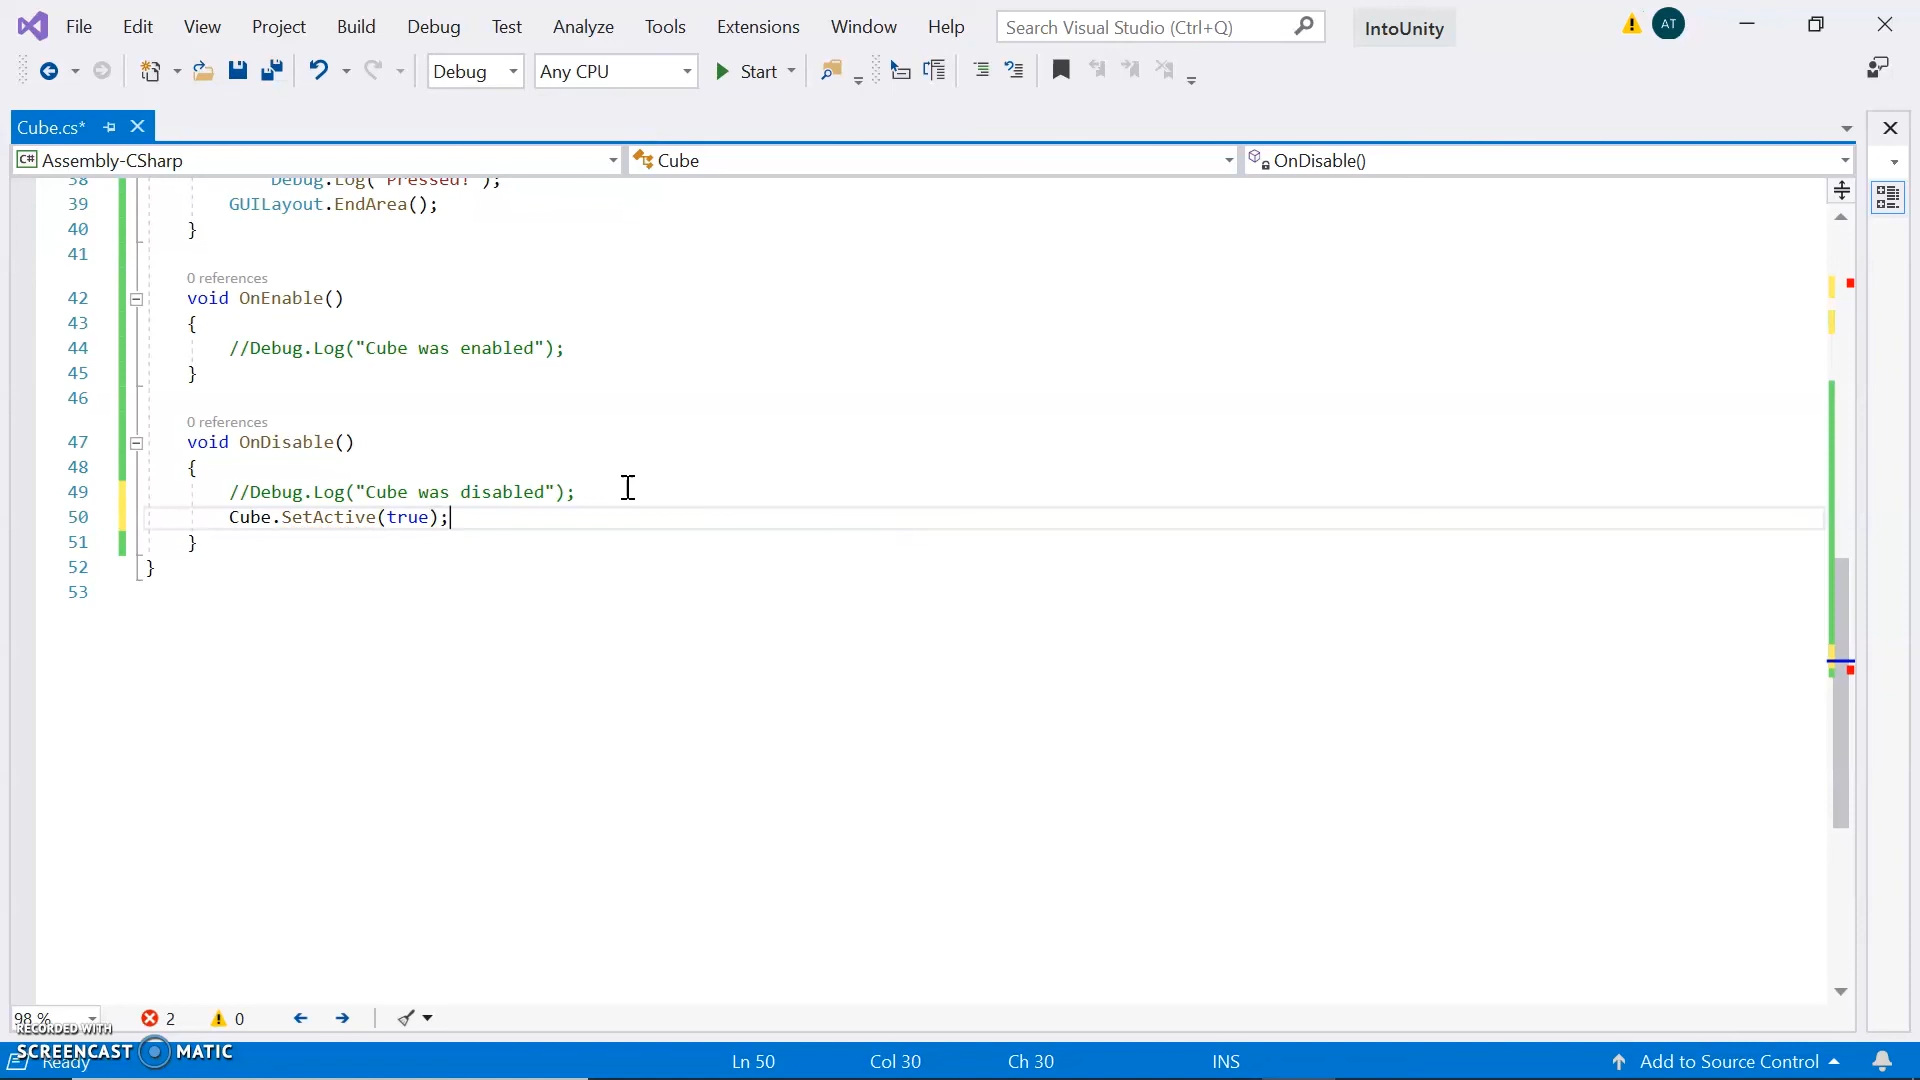 File Edit View Project Build Debug Test Analyze Tools Extensions Window Help Search Visual Studio (Ctrl+Q) IntoUnity AT
Debug Any CPU Start
Cube.cs*
C# Assembly-CSharp Cube OnDisable()
38 Debug.Log("Pressed!");
39 GUILayout.EndArea();
40 }
41
0 references
42 void OnEnable()
43 {
44 //Debug.Log("Cube was enabled");
45 }
46
0 references
47 void OnDisable()
48 {
49 //Debug.Log("Cube was disabled");
50 Cube.SetActive(true);
51 }
52 }
53
98 % 2 0
RECORDED WITH
SCREENCAST MATIC
Ready Ln 50 Col 30 Ch 30 INS Add to Source Control